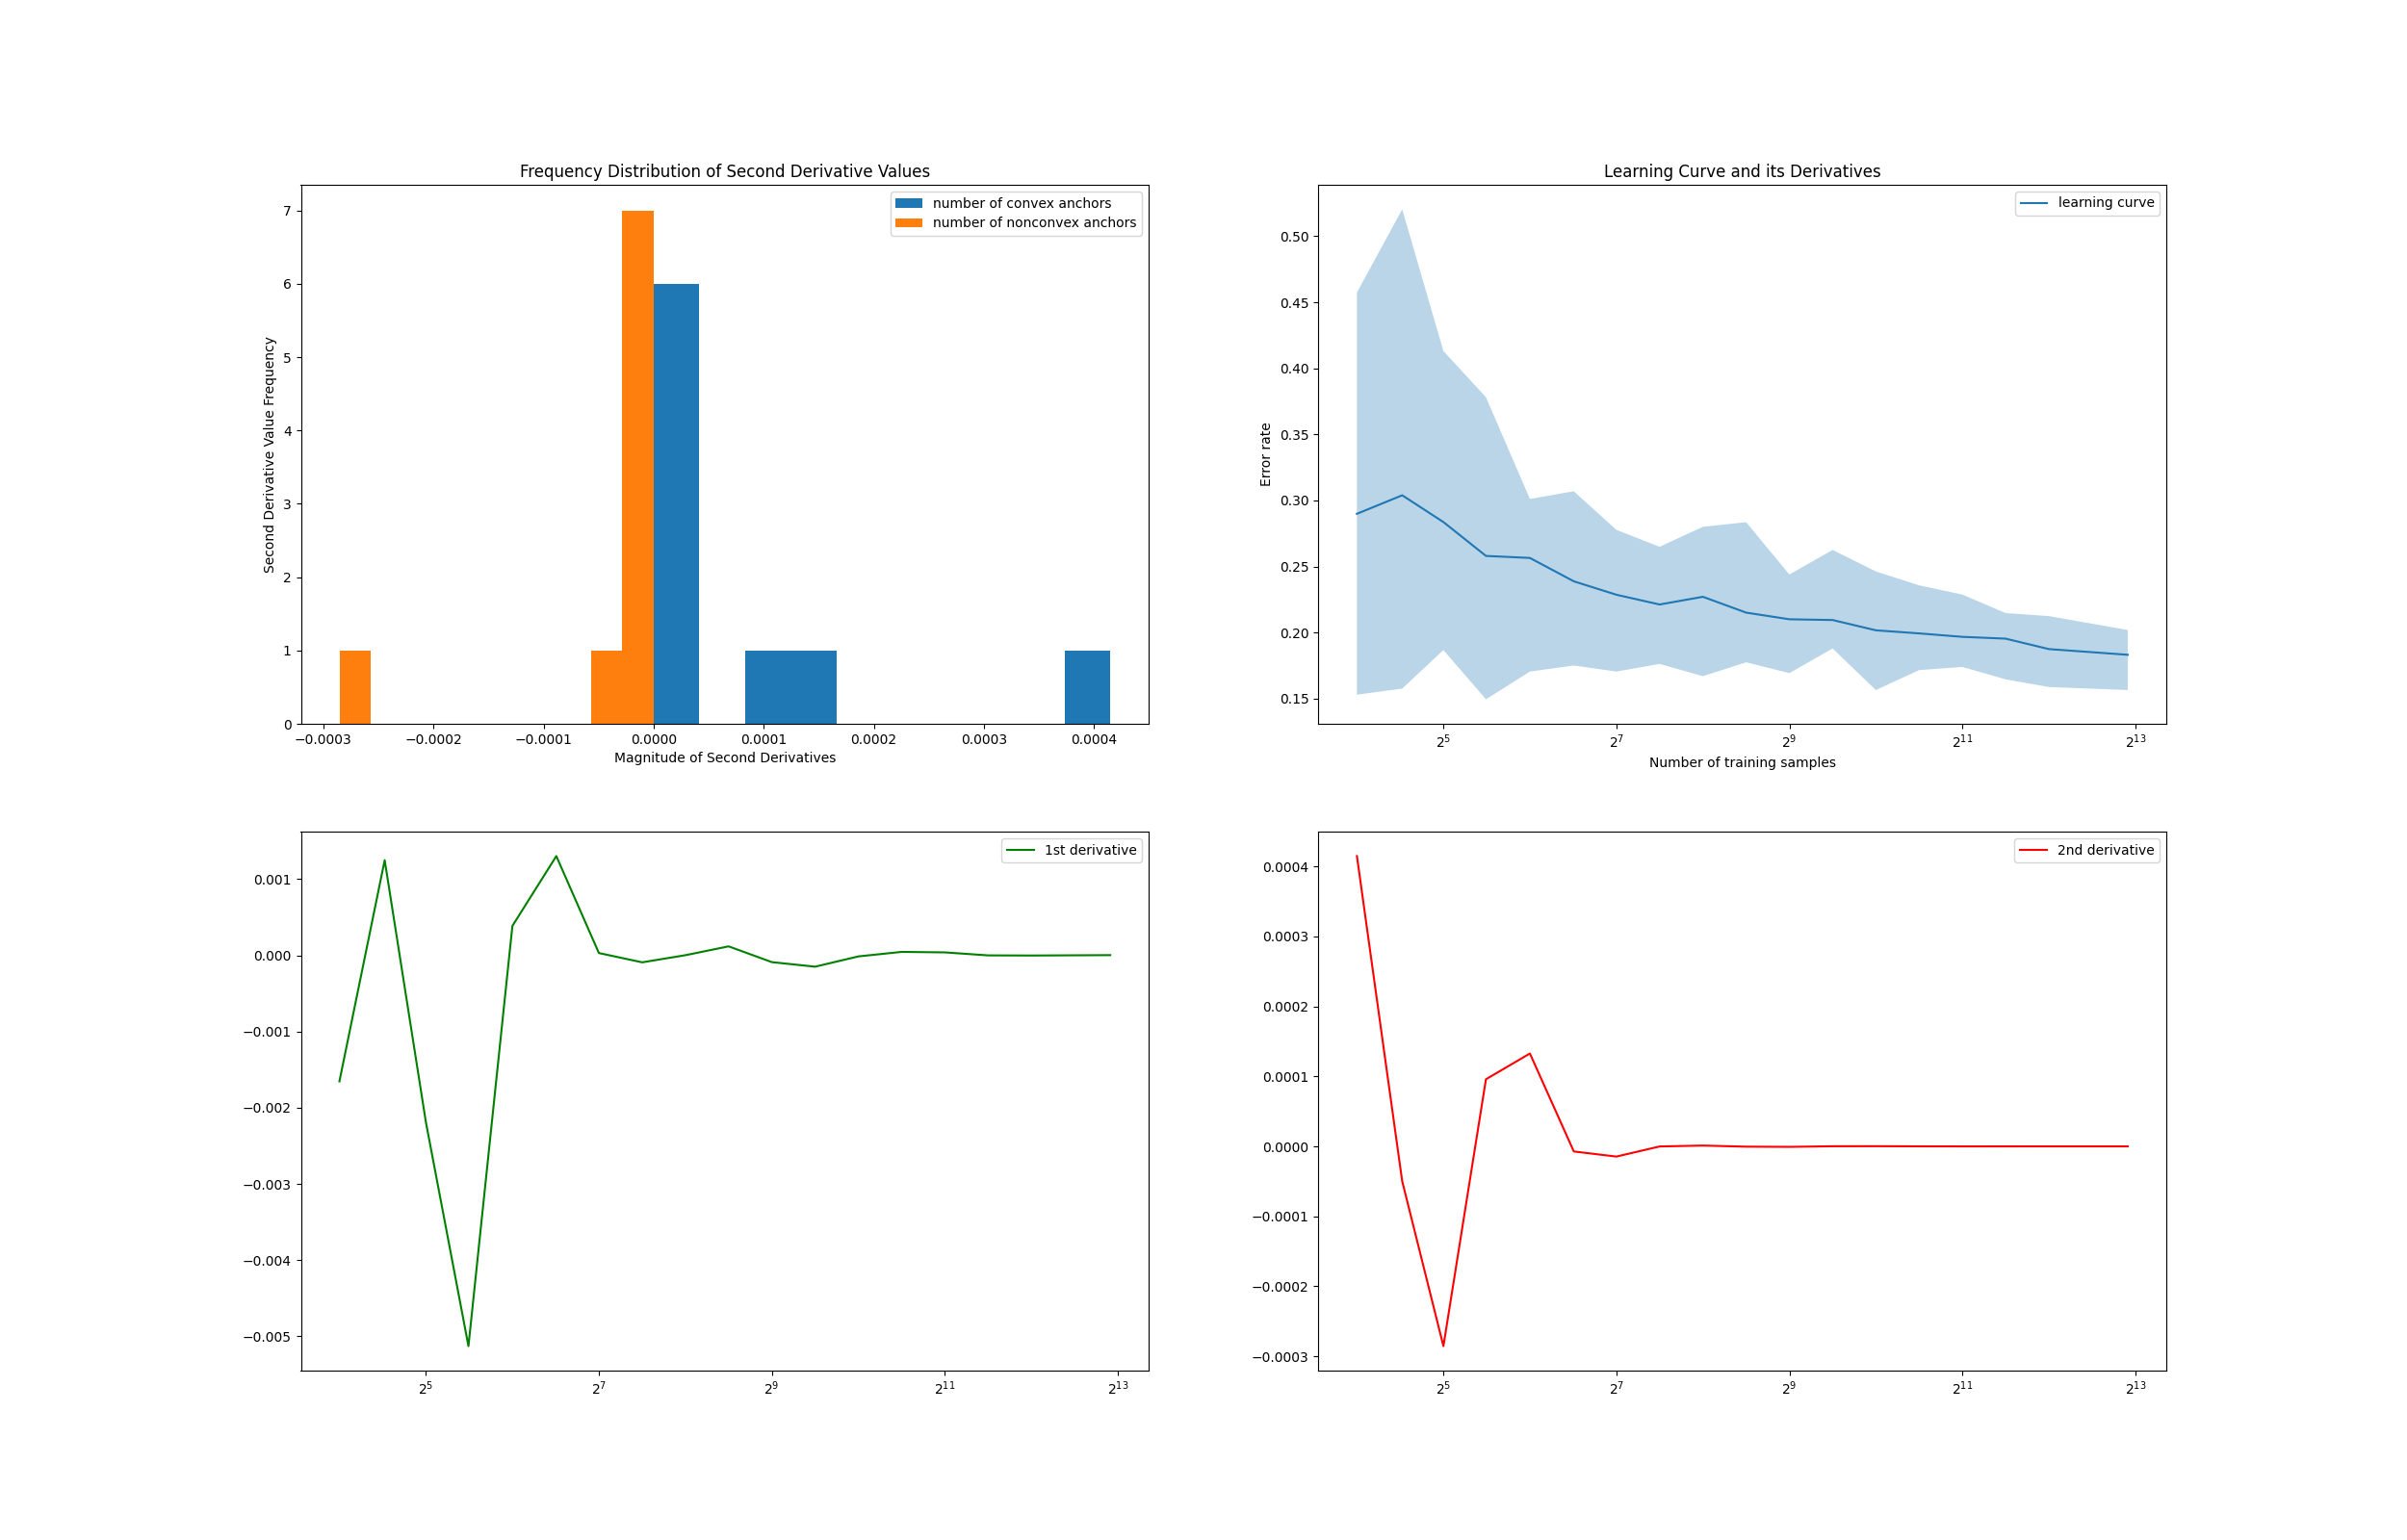 Frequency Distribution of Second Derivative Values
number of convex anchors
number of nonconvex anchors
7
6
5
4
3
2
1
0
Second Derivative Value Frequency
−0.0003 −0.0002 −0.0001 0.0000 0.0001 0.0002 0.0003 0.0004
Magnitude of Second Derivatives
Learning Curve and its Derivatives
learning curve
0.50
0.45
0.40
0.35
0.30
0.25
0.20
0.15
Error rate
2^5 2^7 2^9 2^11 2^13
Number of training samples
1st derivative
0.001
0.000
−0.001
−0.002
−0.003
−0.004
−0.005
2^5 2^7 2^9 2^11 2^13
2nd derivative
0.0004
0.0003
0.0002
0.0001
0.0000
−0.0001
−0.0002
−0.0003
2^5 2^7 2^9 2^11 2^13